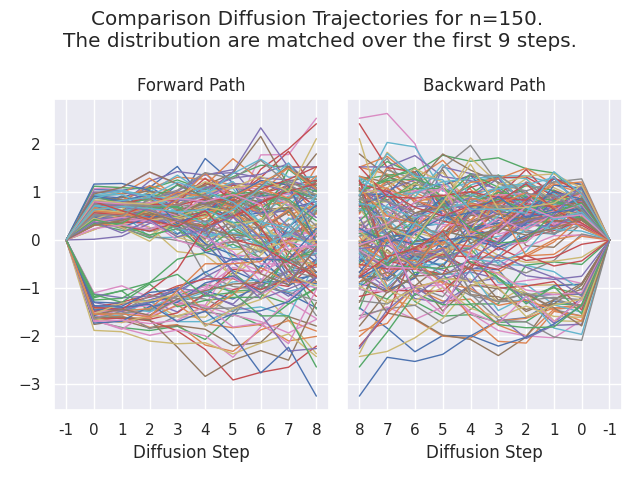 Comparison Diffusion Trajectories for n=150.
The distribution are matched over the first 9 steps.
Forward Path
Backward Path
2
1
0
−1
−2
−3
-1 0 1 2 3 4 5 6 7 8
8 7 6 5 4 3 2 1 0 -1
Diffusion Step
Diffusion Step